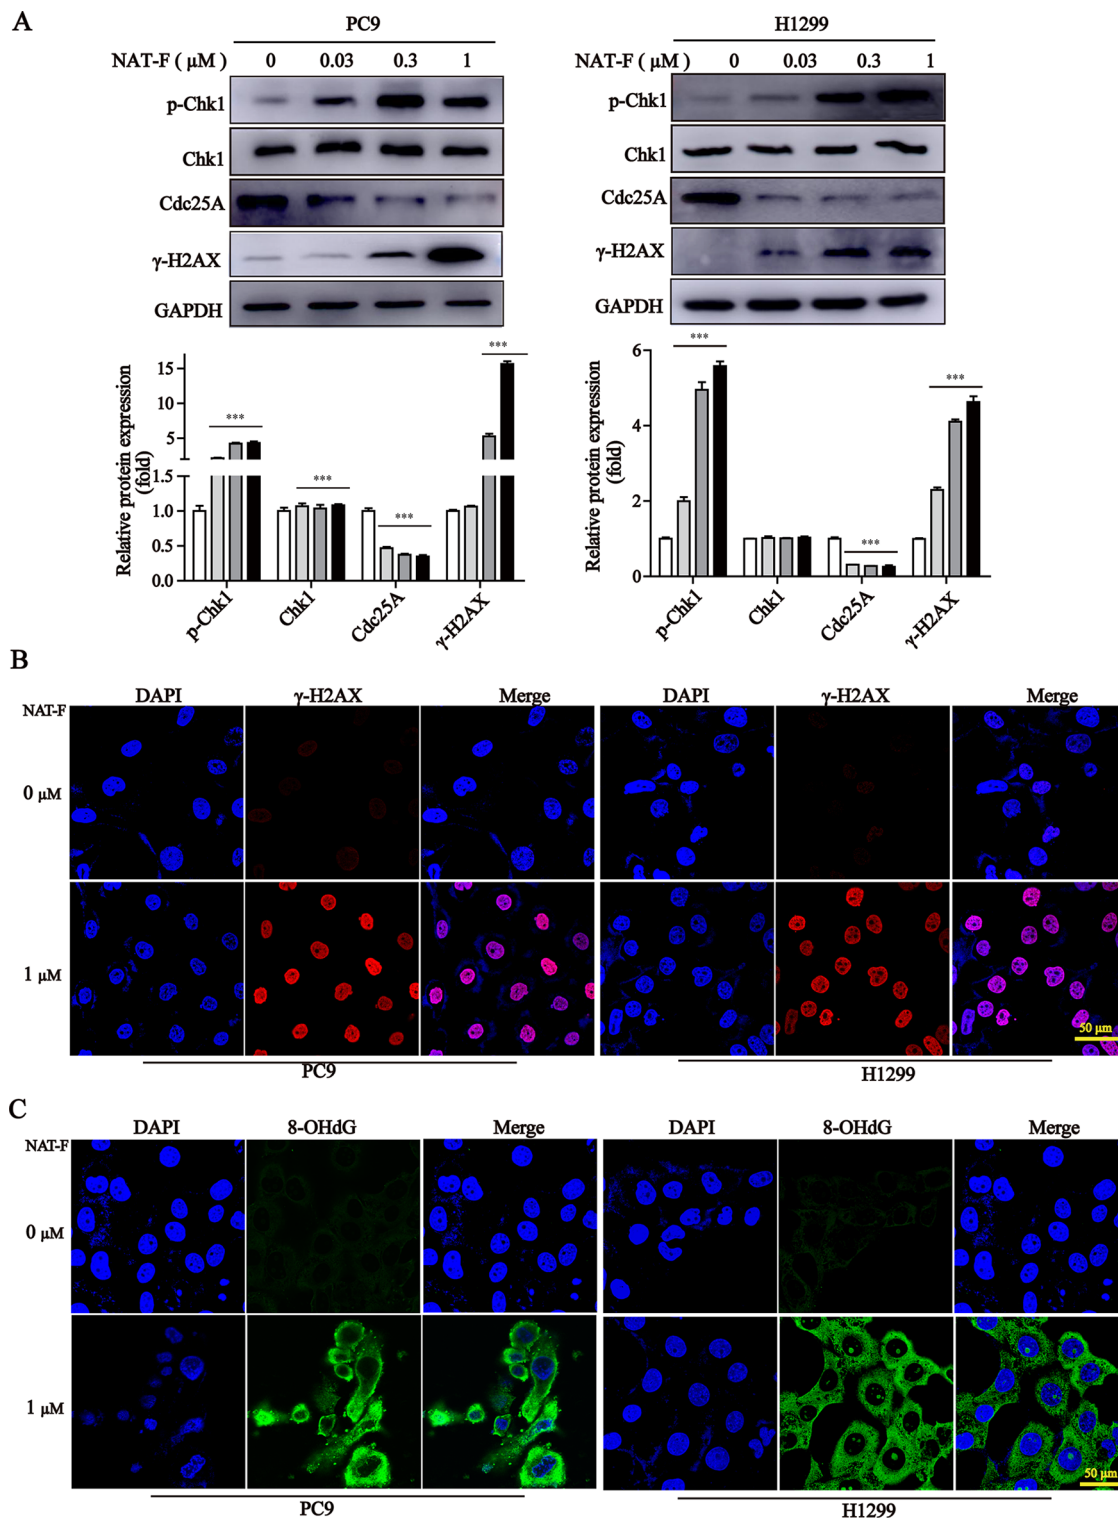 A
PC9
NAT-F ( μM ) 0 0.03 0.3 1
p-Chk1
Chk1
Cdc25A
γ-H2AX
GAPDH
H1299
NAT-F ( μM ) 0 0.03 0.3 1
p-Chk1
Chk1
Cdc25A
γ-H2AX
GAPDH
Relative protein expression
(fold)
15
10
5
1.5
1.0
0.5
0.0
***
***
***
***
p-Chk1 Chk1 Cdc25A γ-H2AX
Relative protein expression
(fold)
6
4
2
0
***
***
***
p-Chk1 Chk1 Cdc25A γ-H2AX
B
DAPI γ-H2AX Merge DAPI γ-H2AX Merge
NAT-F
0 μM
1 μM
50 μm
PC9 H1299
C
DAPI 8-OHdG Merge DAPI 8-OHdG Merge
NAT-F
0 μM
1 μM
50 μm
PC9 H1299